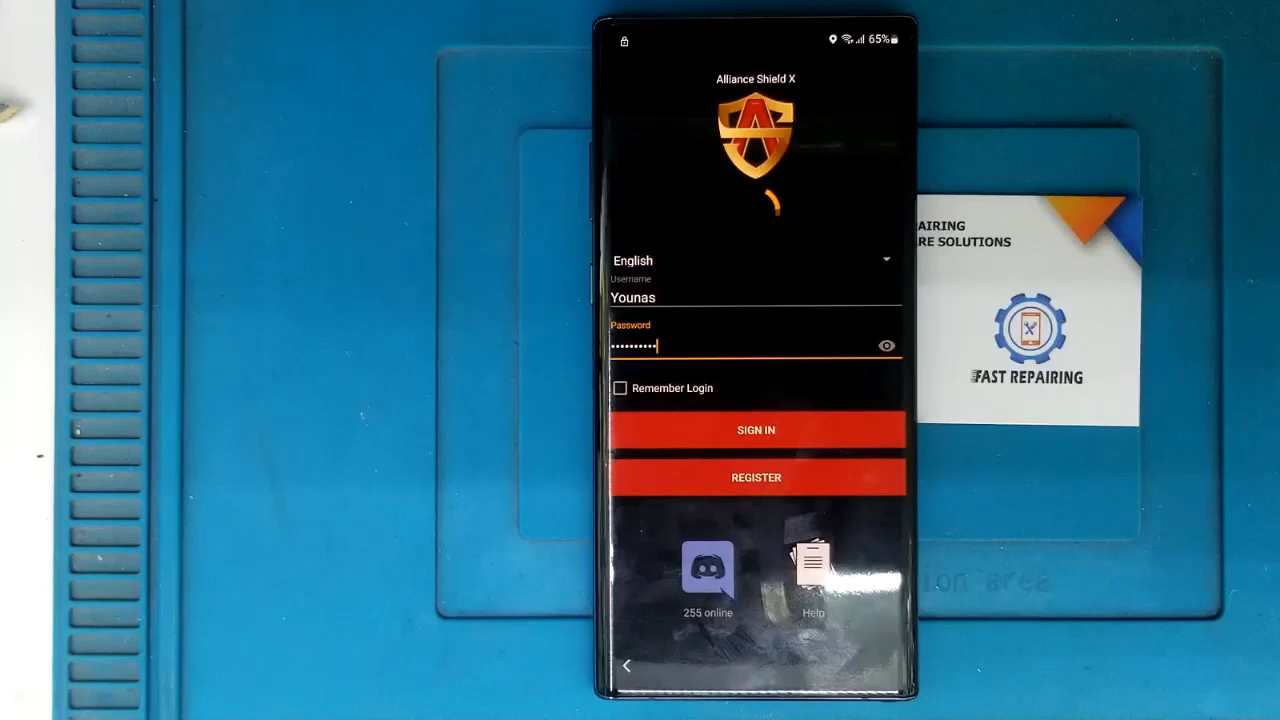 65%
Alliance Shield X
English
Username
Younas
Password
Remember Login
SIGN IN
REGISTER
255 online
Help
AIRING
RE SOLUTIONS
FAST REPAIRING